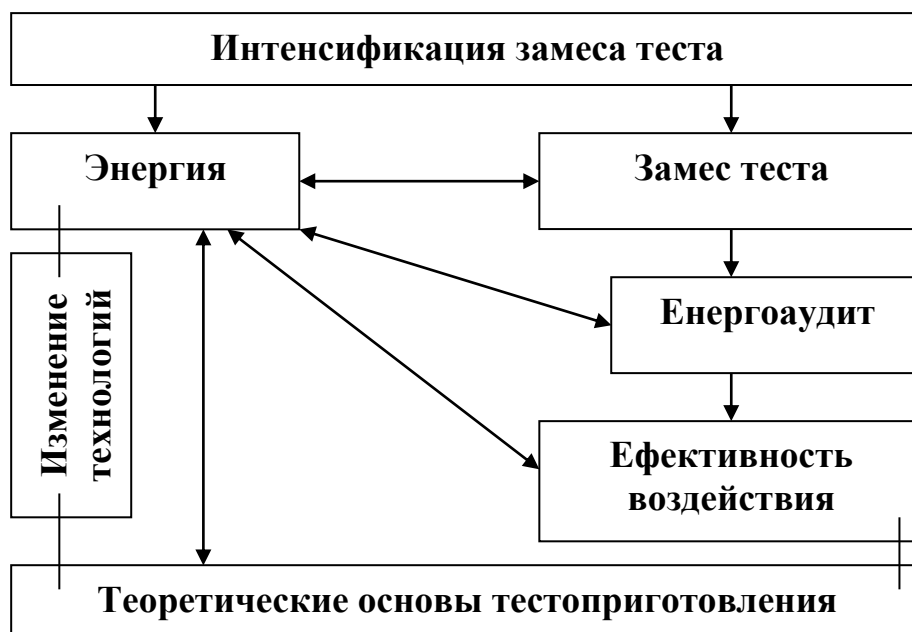 Интенсификация замеса теста
Энергия
Замес теста
Енергоаудит
Изменение
технологий
Ефективность
воздействия
Теоретические основы тестоприготовления